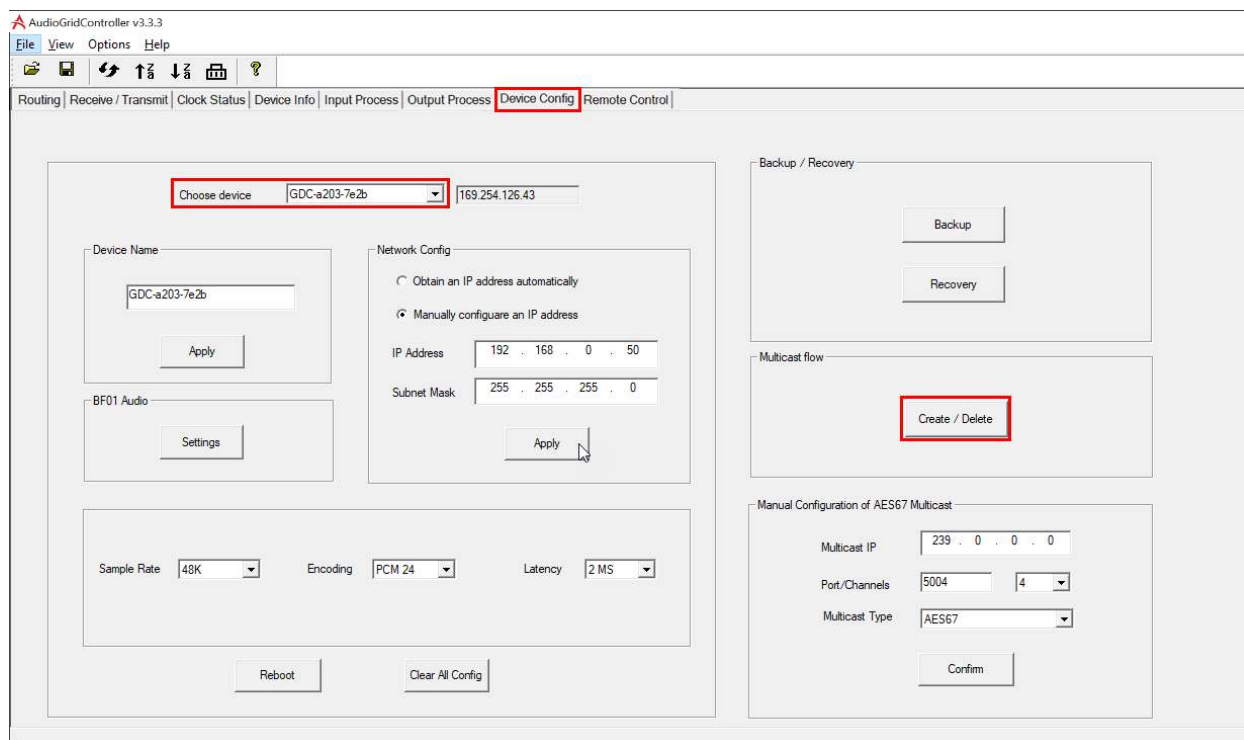 AudioGridController v3.3.3
File View Options Help
Routing Receive / Transmit Clock Status Device Info Input Process Output Process Device Config Remote Control
Choose device GDC-a203-7e2b 169.254.126.43
Device Name
GDC-a203-7e2b
Apply
BF01 Audio
Settings
Network Config
Obtain an IP address automatically
Manually configuare an IP address
IP Address 192 . 168 . 0 . 50
Subnet Mask 255 . 255 . 255 . 0
Apply
Sample Rate 48K Encoding PCM 24 Latency 2 MS
Reboot Clear All Config
Backup / Recovery
Backup
Recovery
Multicast flow
Create / Delete
Manual Configuration of AES67 Multicast
Multicast IP 239 . 0 . 0 . 0
Port/Channels 5004 4
Multicast Type AES67
Confirm